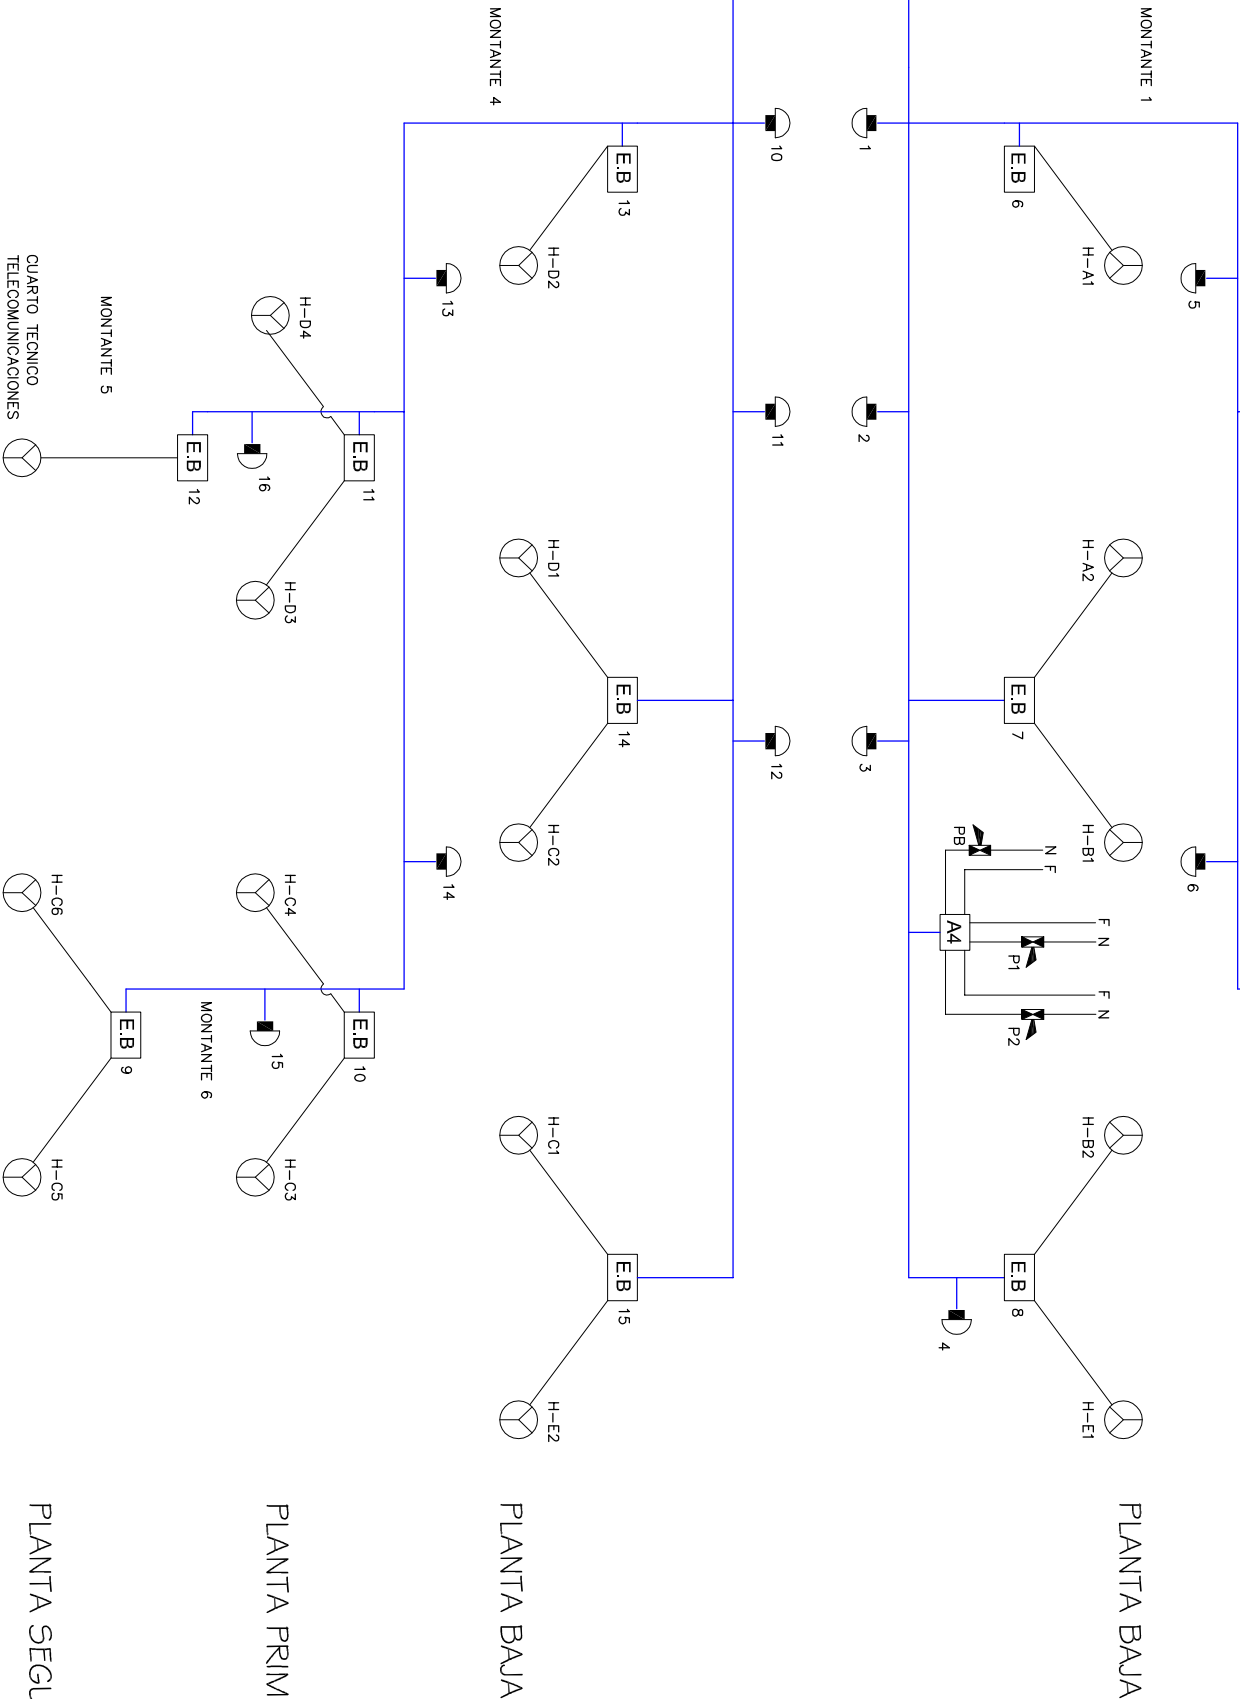 MONTANTE 1
5
6
PLANTA BAJA
H-A1
H-A2
H-B1
H-B2
H-E1
E.B
6
E.B
7
E.B
8
N
F
F
N
F
N
PB
P1
P2
A4
4
1
2
3
10
11
12
MONTANTE 4
E.B
13
E.B
14
E.B
15
H-D2
H-D1
H-C2
H-C1
H-E2
PLANTA BAJA
13
14
H-D4
E.B
11
H-D3
H-C4
E.B
10
H-C3
PLANTA PRIM
16
15
MONTANTE 5
MONTANTE 6
E.B
12
E.B
9
CUARTO TECNICO
TELECOMUNICACIONES
H-C6
H-C5
PLANTA SEGU